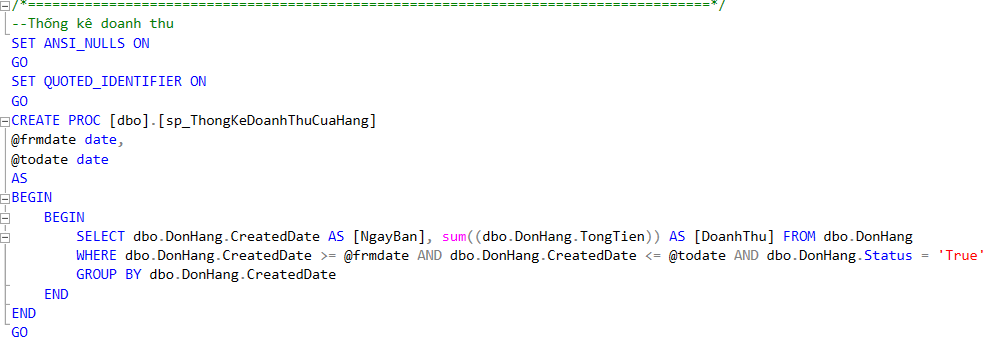 /*=====================================================================================*/
--Thống kê doanh thu
SET ANSI_NULLS ON
GO
SET QUOTED_IDENTIFIER ON
GO
CREATE PROC [dbo].[sp_ThongKeDoanhThuCuaHang]
@frmdate date,
@todate date
AS
BEGIN
    BEGIN
        SELECT dbo.DonHang.CreatedDate AS [NgayBan], sum((dbo.DonHang.TongTien)) AS [DoanhThu] FROM dbo.DonHang
        WHERE dbo.DonHang.CreatedDate >= @frmdate AND dbo.DonHang.CreatedDate <= @todate AND dbo.DonHang.Status = 'True'
        GROUP BY dbo.DonHang.CreatedDate
    END
END
GO